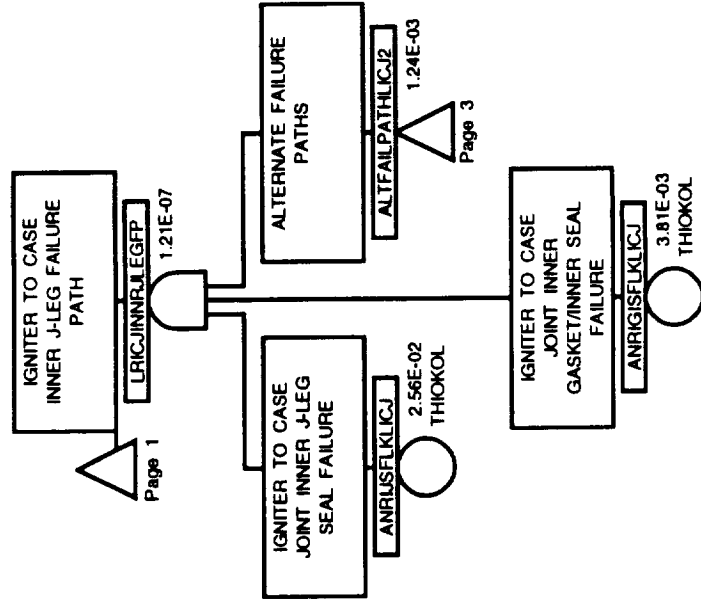 IGNITER TO CASE
INNER J-LEG FAILURE
PATH
LRICJINNRJLEGFP
1.21E-07
Page 1
IGNITER TO CASE
JOINT INNER J-LEG
SEAL FAILURE
ANRIJSFLKLICJ
2.56E-02
THIOKOL
ALTERNATE FAILURE
PATHS
ALTFAILPATHLICJ2
1.24E-03
Page 3
IGNITER TO CASE
JOINT INNER
GASKET/INNER SEAL
FAILURE
ANRIGISFLKLICJ
3.81E-03
THIOKOL